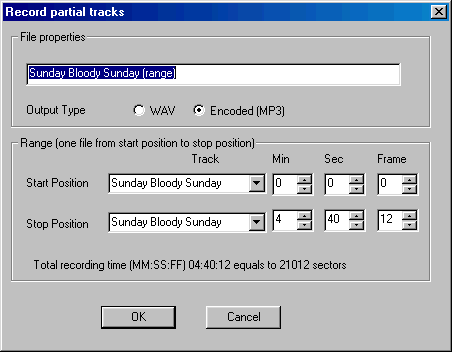 Record partial tracks
File properties
Sunday Bloody Sunday (range)
Output Type WAV Encoded (MP3)
Range (one file from start position to stop position)
Track Min Sec Frame
Start Position Sunday Bloody Sunday 0 0 0
Stop Position Sunday Bloody Sunday 4 40 12
Total recording time (MM:SS:FF) 04:40:12 equals to 21012 sectors
OK Cancel